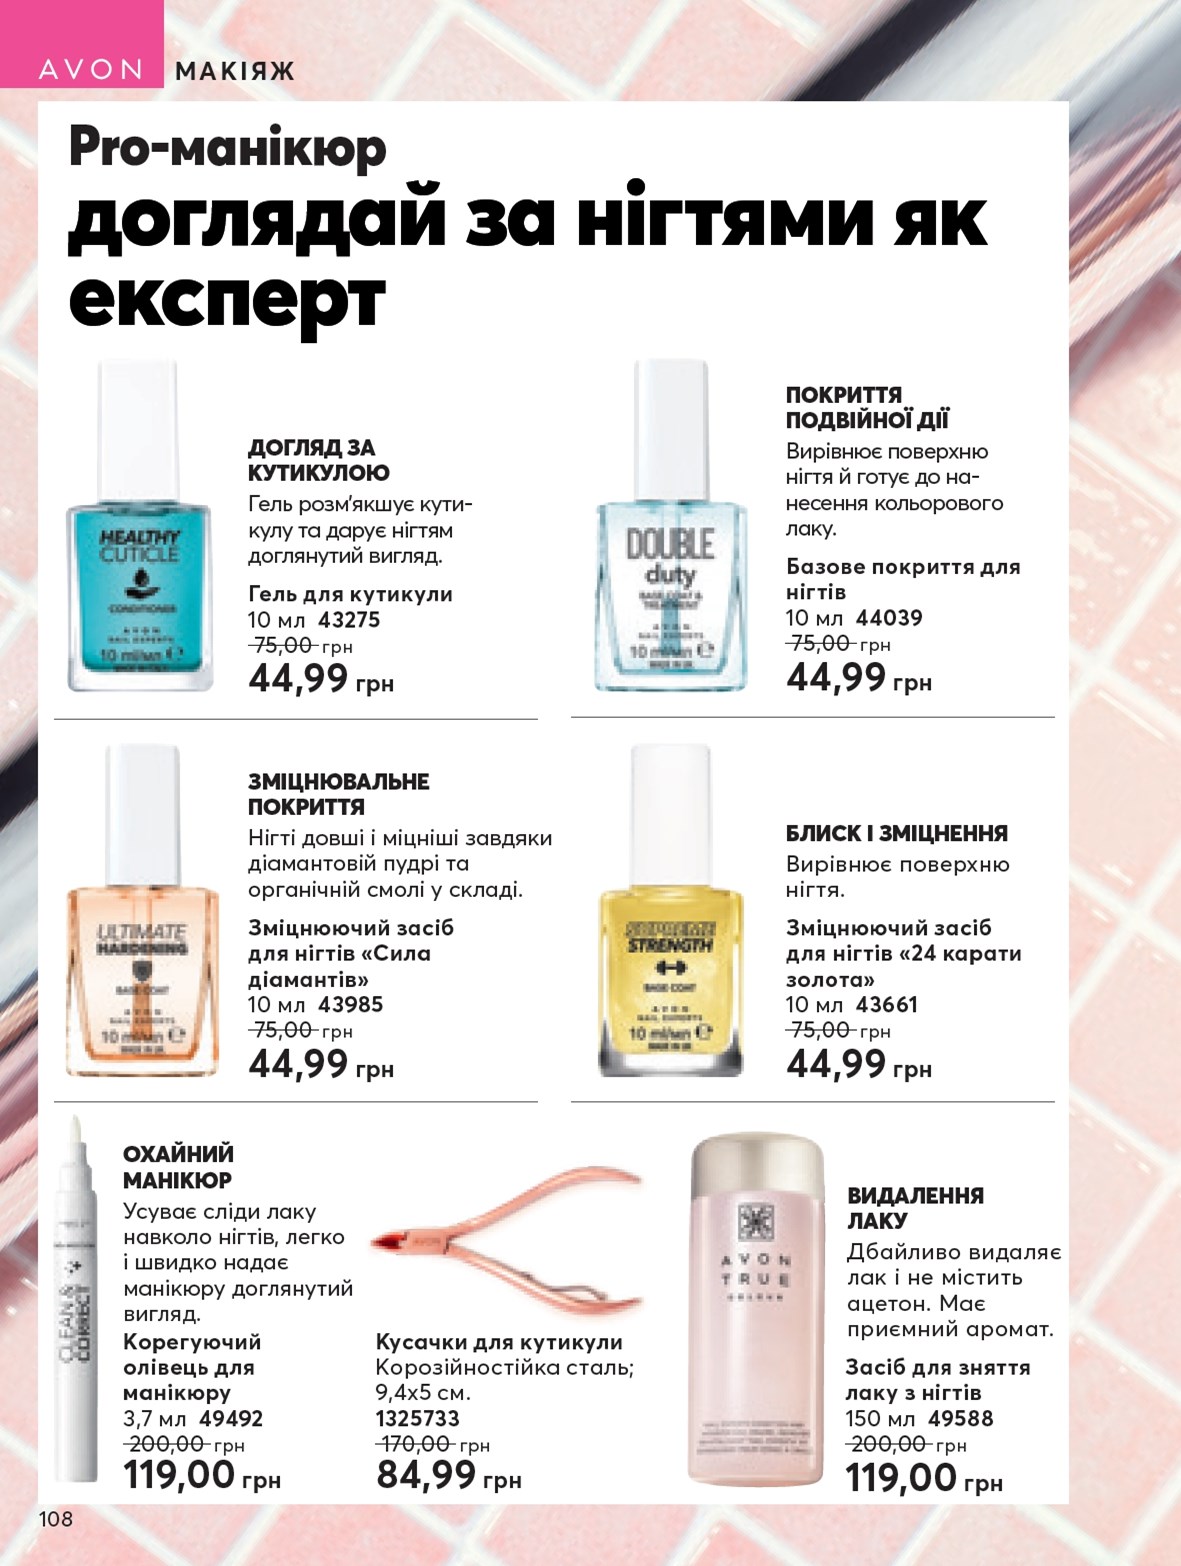 AVON МАКІЯЖ
Pro-манікюр
доглядай за нігтями як
експерт
HEALTHY
CUTICLE
CONDITIONER
AVON
NAIL EXPERTS
10 ml/мл
ДОГЛЯД ЗА
КУТИКУЛОЮ
Гель розм’якшує кути-
кулу та дарує нігтям
доглянутий вигляд.
Гель для кутикули
10 мл 43275
75,00 грн
44,99 грн
DOUBLE
duty
BASE COAT &
TREATMENT
AVON
NAIL EXPERTS
10 ml/мл
MADE IN UK
ПОКРИТТЯ
ПОДВІЙНОЇ ДІЇ
Вирівнює поверхню
нігтя й готує до на-
несення кольорового
лаку.
Базове покриття для
нігтів
10 мл 44039
75,00 грн
44,99 грн
ULTIMATE
HARDENING
BASE COAT
AVON
NAIL EXPERTS
10 ml/мл
MADE IN UK
ЗМІЦНЮВАЛЬНЕ
ПОКРИТТЯ
Нігті довші і міцніші завдяки
діамантовій пудрі та
органічній смолі у складі.
Зміцнюючий засіб
для нігтів «Сила
діамантів»
10 мл 43985
75,00 грн
44,99 грн
SUPREME
STRENGTH
BASE COAT
AVON
NAIL EXPERTS
10 ml/мл
MADE IN UK
БЛИСК І ЗМІЦНЕННЯ
Вирівнює поверхню
нігтя.
Зміцнюючий засіб
для нігтів «24 карати
золота»
10 мл 43661
75,00 грн
44,99 грн
CLEAN &
CORRECT
ОХАЙНИЙ
МАНІКЮР
Усуває сліди лаку
навколо нігтів, легко
і швидко надає
манікюру доглянутий
вигляд.
Корегуючий
олівець для
манікюру
3,7 мл 49492
200,00 грн
119,00 грн
AVON
Кусачки для кутикули
Корозійностійка сталь;
9,4x5 см.
1325733
170,00 грн
84,99 грн
AVON
TRUE
COLOUR
ВИДАЛЕННЯ
ЛАКУ
Дбайливо видаляє
лак і не містить
ацетон. Має
приємний аромат.
Засіб для зняття
лаку з нігтів
150 мл 49588
200,00 грн
119,00 грн
108